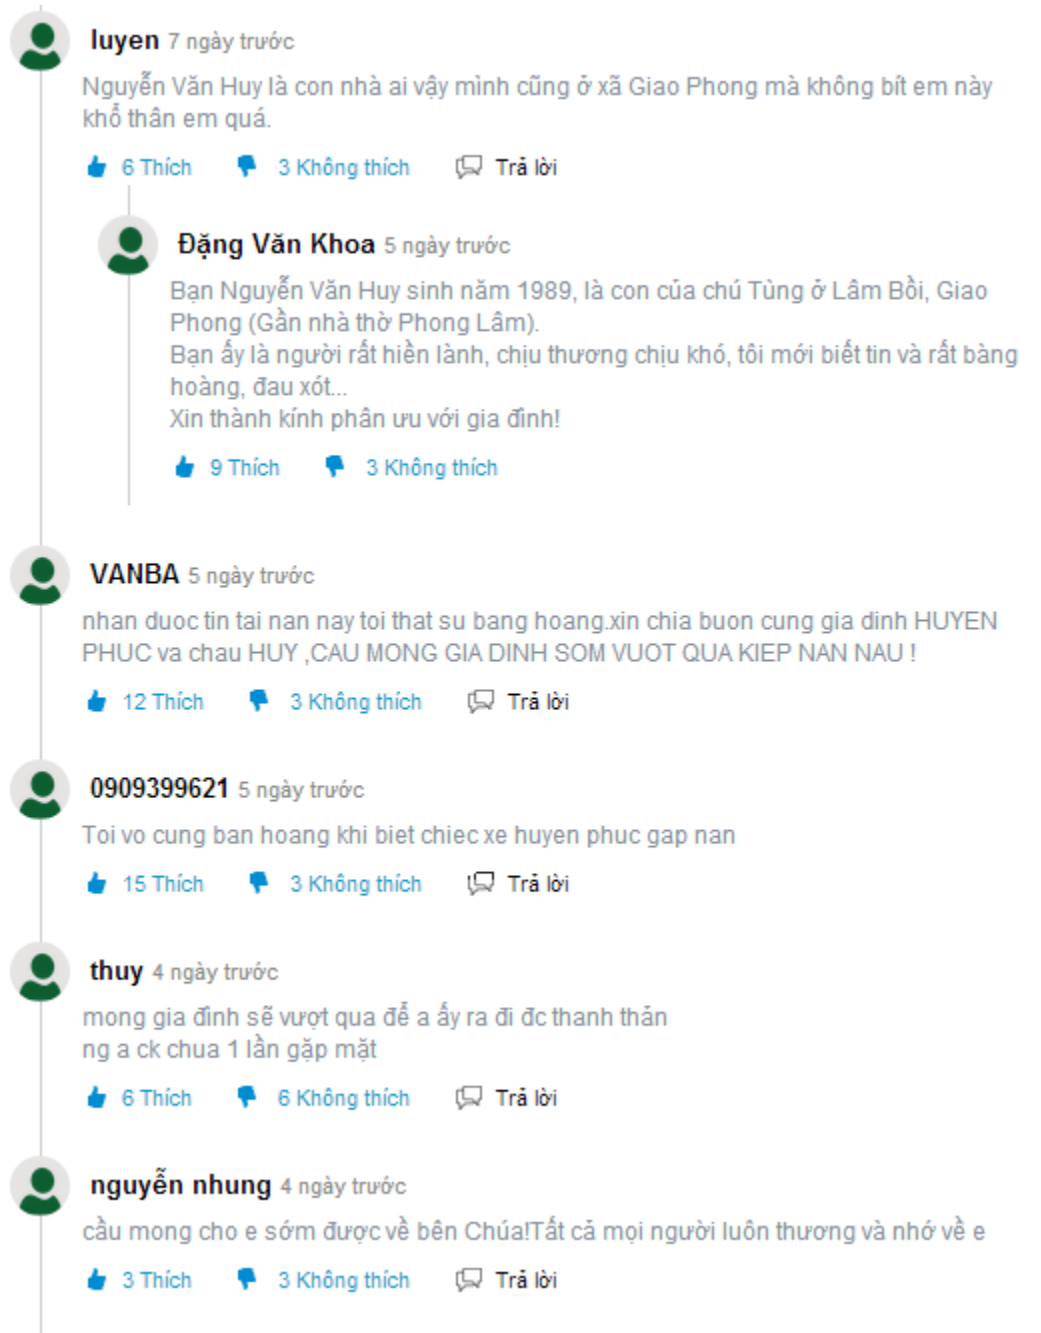 luyen 7 ngày trước
Nguyễn Văn Huy là con nhà ai vậy mình cũng ở xã Giao Phong mà không bít em này
khổ thân em quá.
6 Thích 3 Không thích Trả lời
Đặng Văn Khoa 5 ngày trước
Bạn Nguyễn Văn Huy sinh năm 1989, là con của chú Tùng ở Lâm Bồi, Giao
Phong (Gần nhà thờ Phong Lâm).
Bạn ấy là người rất hiền lành, chịu thương chịu khó, tôi mới biết tin và rất bàng
hoàng, đau xót...
Xin thành kính phân ưu với gia đình!
9 Thích 3 Không thích
VANBA 5 ngày trước
nhan duoc tin tai nan nay toi that su bang hoang.xin chia buon cung gia dinh HUYEN
PHUC va chau HUY ,CAU MONG GIA DINH SOM VUOT QUA KIEP NAN NAU !
12 Thích 3 Không thích Trả lời
0909399621 5 ngày trước
Toi vo cung ban hoang khi biet chiec xe huyen phuc gap nan
15 Thích 3 Không thích Trả lời
thuy 4 ngày trước
mong gia đình sẽ vượt qua để a ấy ra đi đc thanh thản
ng a ck chua 1 lần gặp mặt
6 Thích 6 Không thích Trả lời
nguyễn nhung 4 ngày trước
cầu mong cho e sớm được về bên Chúa!Tất cả mọi người luôn thương và nhớ về e
3 Thích 3 Không thích Trả lời